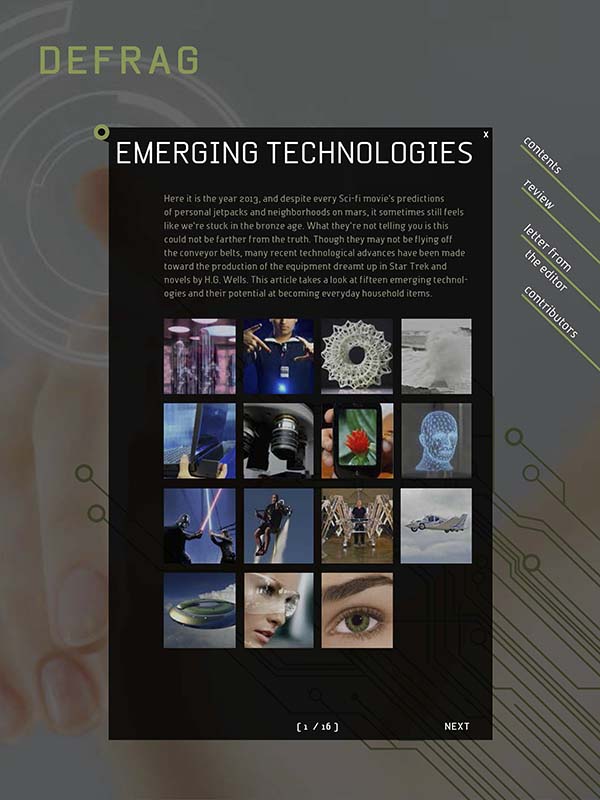 DEFRAG
X
EMERGING TECHNOLOGIES
Here it is the year 2013, and despite every Sci-fi movie's predictions
of personal jetpacks and neighborhoods on mars, it sometimes still feels
like we're stuck in the bronze age. What they're not telling you is this
could not be farther from the truth. Though they may not be flying off
the conveyor belts, many recent technological advances have been made
toward the production of the equipment dreamt up in Star Trek and
novels by H.G. Wells. This article takes a look at fifteen emerging technol-
ogies and their potential at becoming everyday household items.
[ 1 / 16 ]
NEXT
contents
review
letter from
the editor
contributors